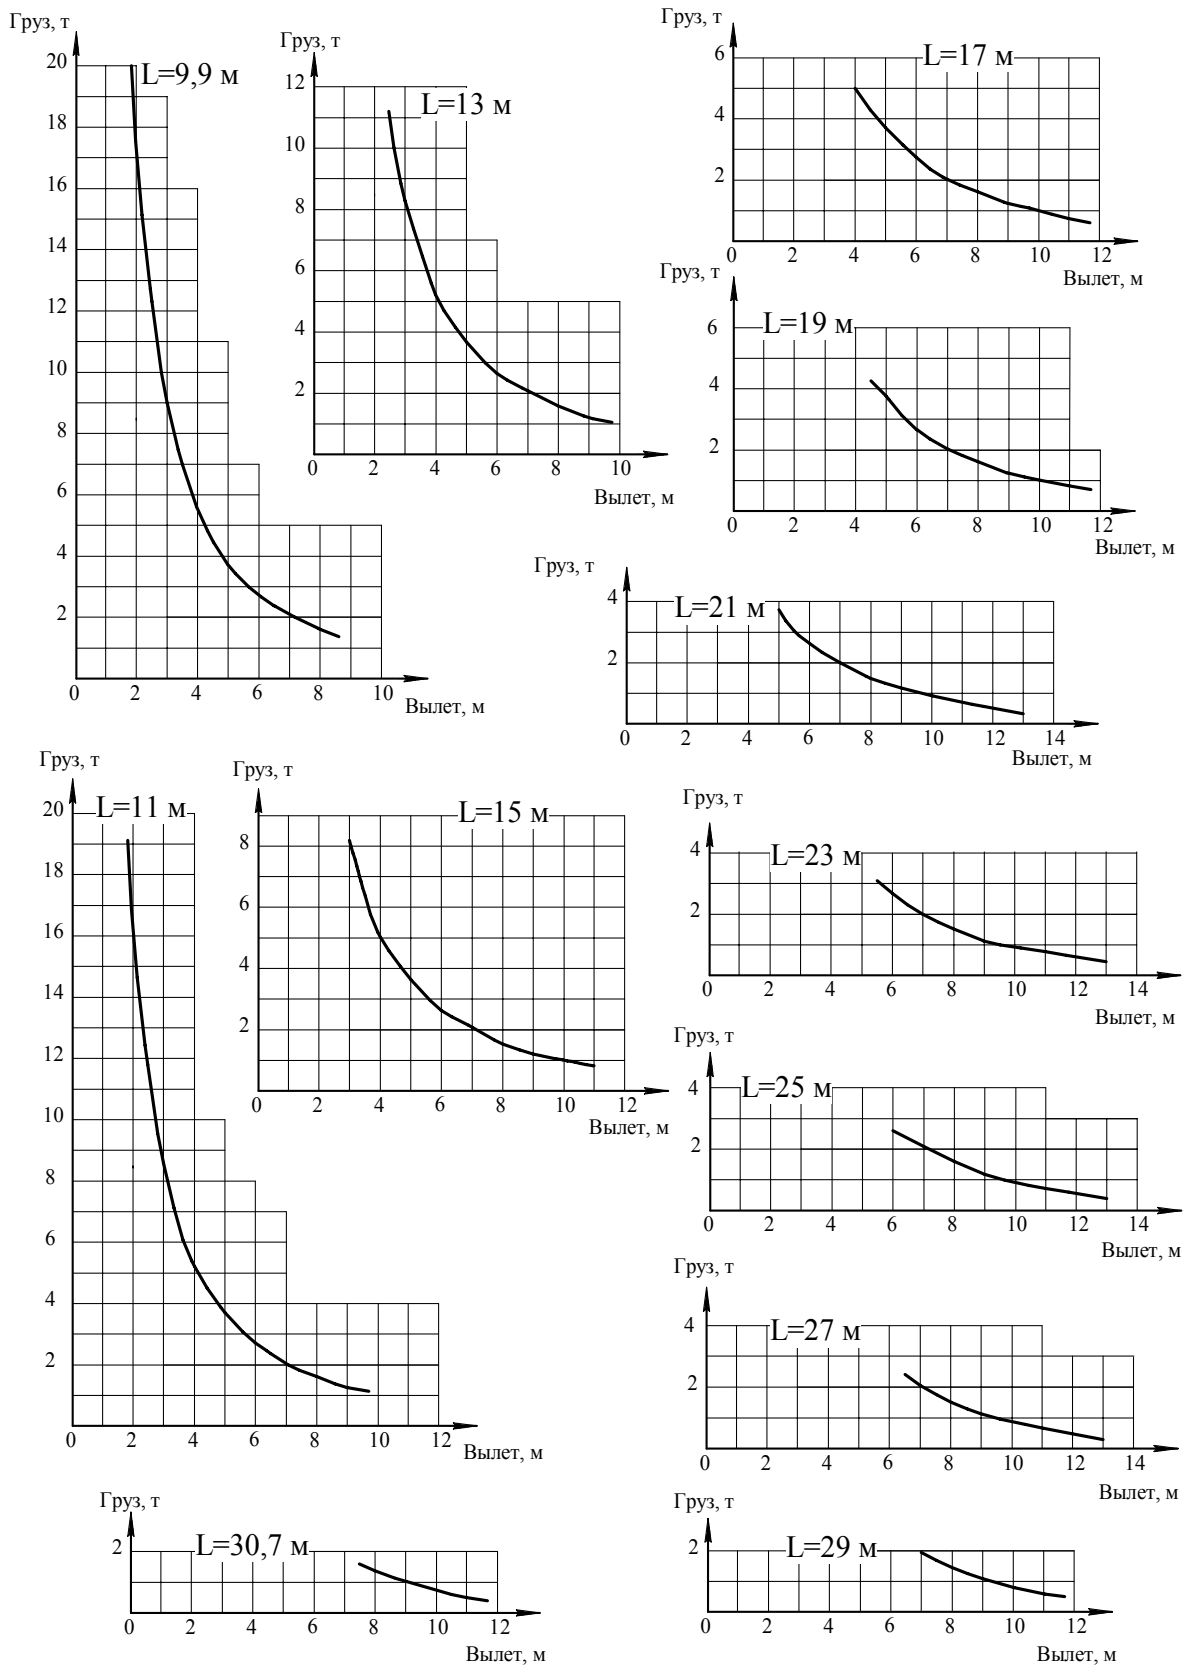 Груз, т
20
18
16
14
12
10
8
6
4
2
0 2 4 6 8 10
L=9,9 м
Вылет, м
Груз, т
12
10
8
6
4
2
0 2 4 6 8 10
L=13 м
Вылет, м
Груз, т
6
4
2
0 2 4 6 8 10 12
L=17 м
Вылет, м
Груз, т
6
4
2
0 2 4 6 8 10 12
L=19 м
Вылет, м
Груз, т
4
2
0 2 4 6 8 10 12 14
L=21 м
Вылет, м
Груз, т
20
18
16
14
12
10
8
6
4
2
0 2 4 6 8 10 12
L=11 м
Вылет, м
Груз, т
8
6
4
2
0 2 4 6 8 10 12
L=15 м
Вылет, м
Груз, т
4
2
0 2 4 6 8 10 12 14
L=23 м
Вылет, м
Груз, т
4
2
0 2 4 6 8 10 12 14
L=25 м
Вылет, м
Груз, т
4
2
0 2 4 6 8 10 12 14
L=27 м
Вылет, м
Груз, т
2
0 2 4 6 8 10 12
L=30,7 м
Вылет, м
Груз, т
2
0 2 4 6 8 10 12
L=29 м
Вылет, м